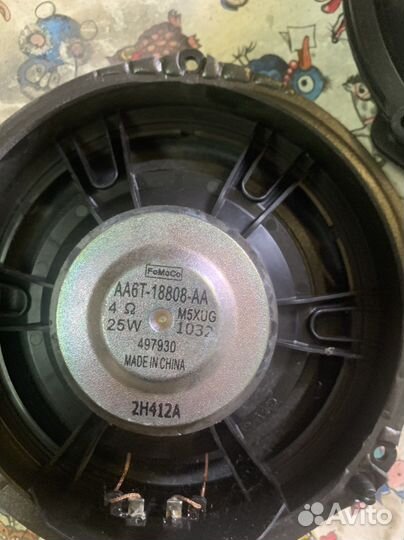 FoMoCo
AA6T-18808-AA
4 Ω M5XUG
25W 1032
497930
MADE IN CHINA
2H412A
Avito